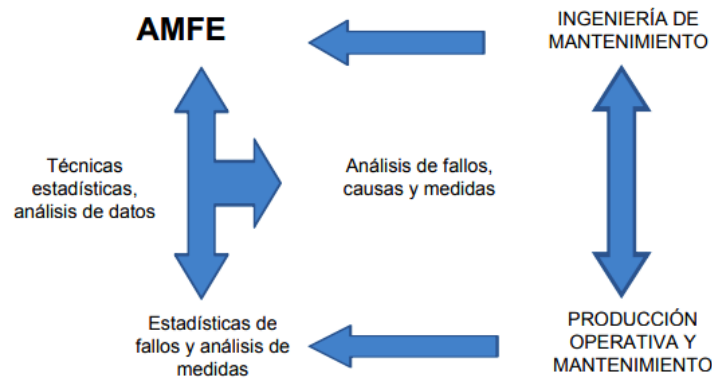 AMFE
INGENIERÍA DE
MANTENIMIENTO
Técnicas
estadísticas,
análisis de datos
Análisis de fallos,
causas y medidas
Estadísticas de
fallos y análisis de
medidas
PRODUCCIÓN
OPERATIVA Y
MANTENIMIENTO